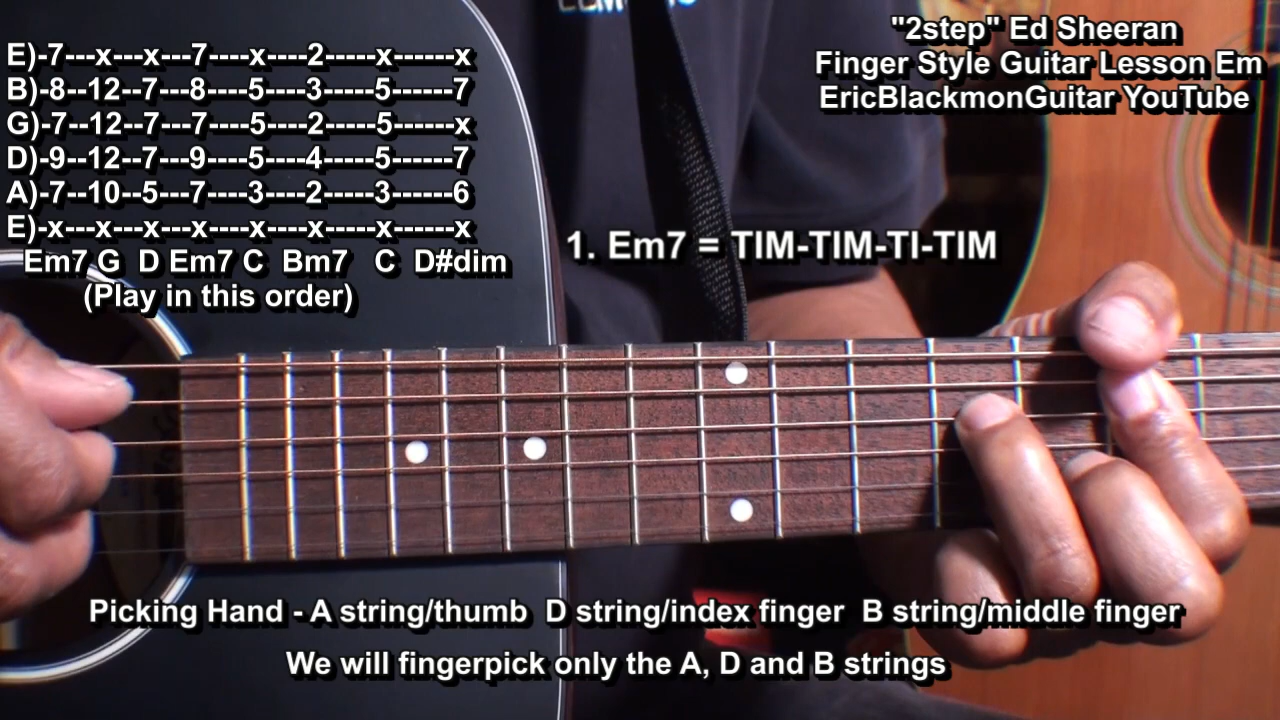 "2step" Ed Sheeran
Finger Style Guitar Lesson Em
EricBlackmonGuitar YouTube
E)-7---x---x---7----x----2-----x------x
B)-8--12--7---8----5----3-----5------7
G)-7--12--7---7----5----2-----5------x
D)-9--12--7---9----5----4-----5------7
A)-7--10--5---7----3----2-----3------6
E)-x---x---x----x----x----x-----x------x
Em7 G D Em7 C Bm7 C D#dim
(Play in this order)
1. Em7 = TIM-TIM-TI-TIM
Picking Hand - A string/thumb D string/index finger B string/middle finger
We will fingerpick only the A, D and B strings